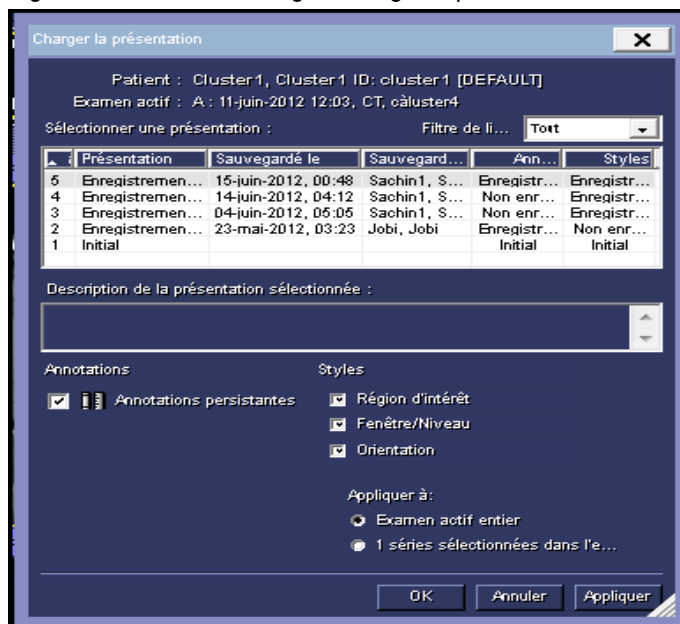 Charger la présentation
Patient : Cluster1, Cluster1 ID: cluster1 [DEFAULT]
Examen actif : A : 11-juin-2012 12:03, CT, càluster4
Sélectionner une présentation : Filtre de li... Tout
Présentation Sauvegardé le Sauvegard... Ann... Styles
5 Enregistremen... 15-juin-2012, 00:48 Sachin1, S... Enregistr... Enregistr...
4 Enregistremen... 14-juin-2012, 04:12 Sachin1, S... Non enr... Enregistr...
3 Enregistremen... 04-juin-2012, 05:05 Sachin1, S... Non enr... Enregistr...
2 Enregistremen... 23-mai-2012, 03:23 Jobi, Jobi Enregistr... Non enr...
1 Initial Initial Initial
Description de la présentation sélectionnée :
Annotations Styles
Annotations persistantes Région d'intérêt
Fenêtre/Niveau
Orientation
Appliquer à:
Examen actif entier
1 séries sélectionnées dans l'e...
OK Annuler Appliquer